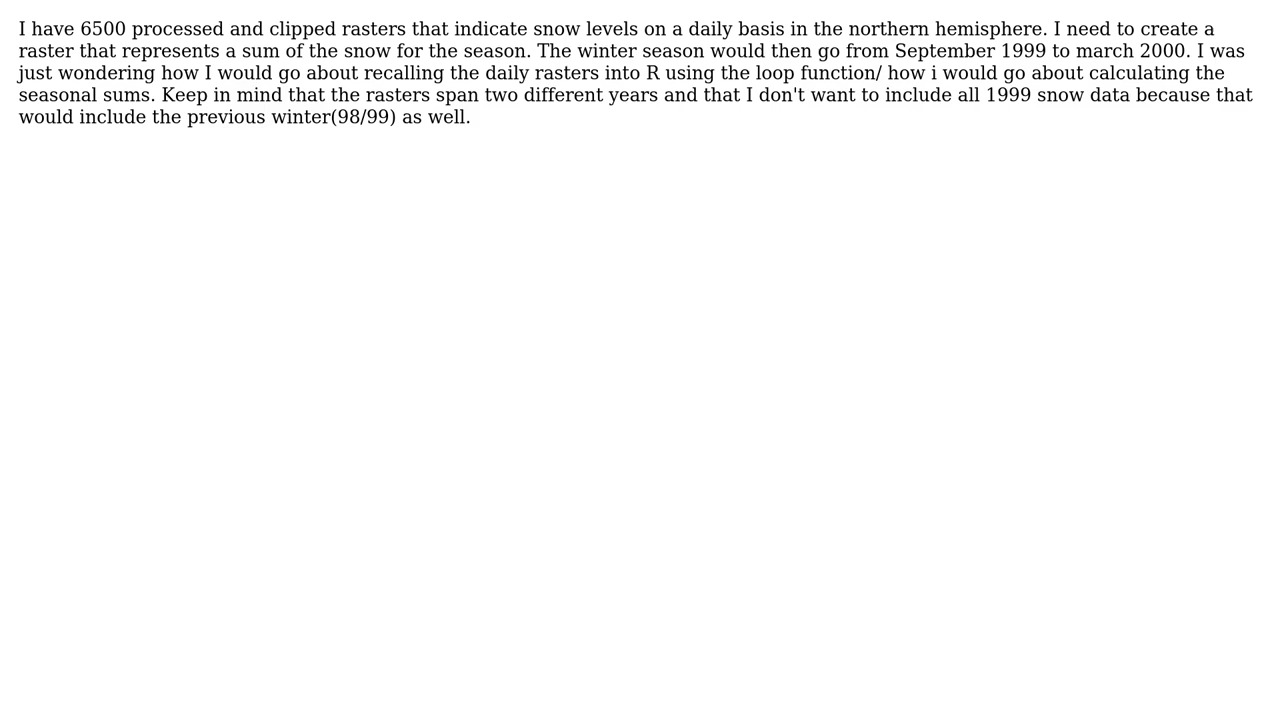 I have 6500 processed and clipped rasters that indicate snow levels on a daily basis in the northern hemisphere. I need to create a
raster that represents a sum of the snow for the season. The winter season would then go from September 1999 to march 2000. I was
just wondering how I would go about recalling the daily rasters into R using the loop function/ how i would go about calculating the
seasonal sums. Keep in mind that the rasters span two different years and that I don't want to include all 1999 snow data because that
would include the previous winter(98/99) as well.